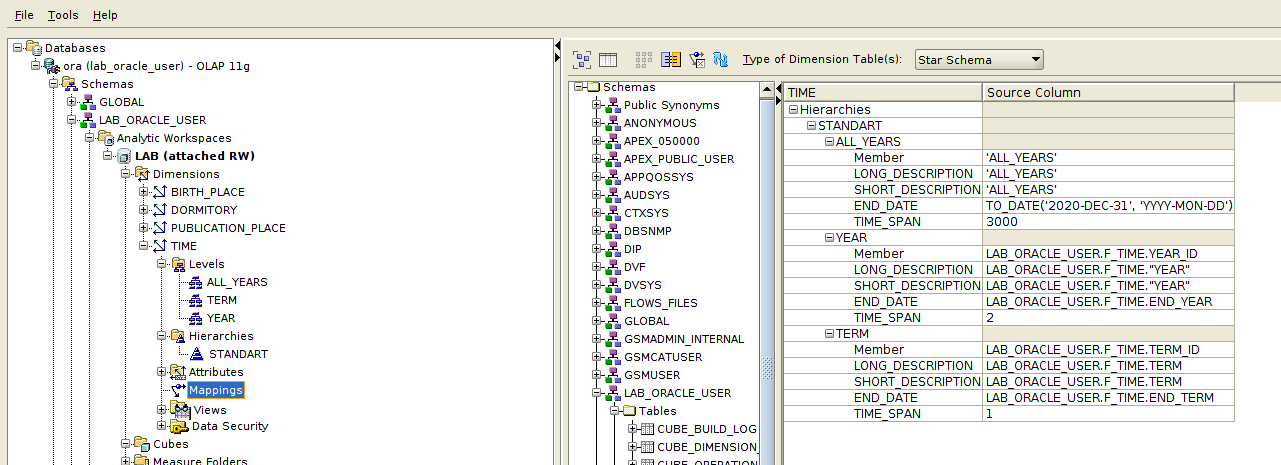 File Tools Help
Databases
ora (lab_oracle_user) - OLAP 11g
Schemas
GLOBAL
LAB_ORACLE_USER
Analytic Workspaces
LAB (attached RW)
Dimensions
BIRTH_PLACE
DORMITORY
PUBLICATION_PLACE
TIME
Levels
ALL_YEARS
TERM
YEAR
Hierarchies
STANDART
Attributes
Mappings
Views
Data Security
Cubes
Measure Folders
Type of Dimension Table(s): Star Schema
Schemas
Public Synonyms
ANONYMOUS
APEX_050000
APEX_PUBLIC_USER
APPQOSSYS
AUDSYS
CTXSYS
DBSNMP
DIP
DVF
DVSYS
FLOWS_FILES
GLOBAL
GSMADMIN_INTERNAL
GSMCATUSER
GSMUSER
LAB_ORACLE_USER
Tables
CUBE_BUILD_LOG
CUBE_DIMENSION_
CUBE_OPERATION
TIME Source Column
Hierarchies
STANDART
ALL_YEARS
Member 'ALL_YEARS'
LONG_DESCRIPTION 'ALL_YEARS'
SHORT_DESCRIPTION 'ALL_YEARS'
END_DATE TO_DATE('2020-DEC-31', 'YYYY-MON-DD')
TIME_SPAN 3000
YEAR
Member LAB_ORACLE_USER.F_TIME.YEAR_ID
LONG_DESCRIPTION LAB_ORACLE_USER.F_TIME."YEAR"
SHORT_DESCRIPTION LAB_ORACLE_USER.F_TIME."YEAR"
END_DATE LAB_ORACLE_USER.F_TIME.END_YEAR
TIME_SPAN 2
TERM
Member LAB_ORACLE_USER.F_TIME.TERM_ID
LONG_DESCRIPTION LAB_ORACLE_USER.F_TIME.TERM
SHORT_DESCRIPTION LAB_ORACLE_USER.F_TIME.TERM
END_DATE LAB_ORACLE_USER.F_TIME.END_TERM
TIME_SPAN 1